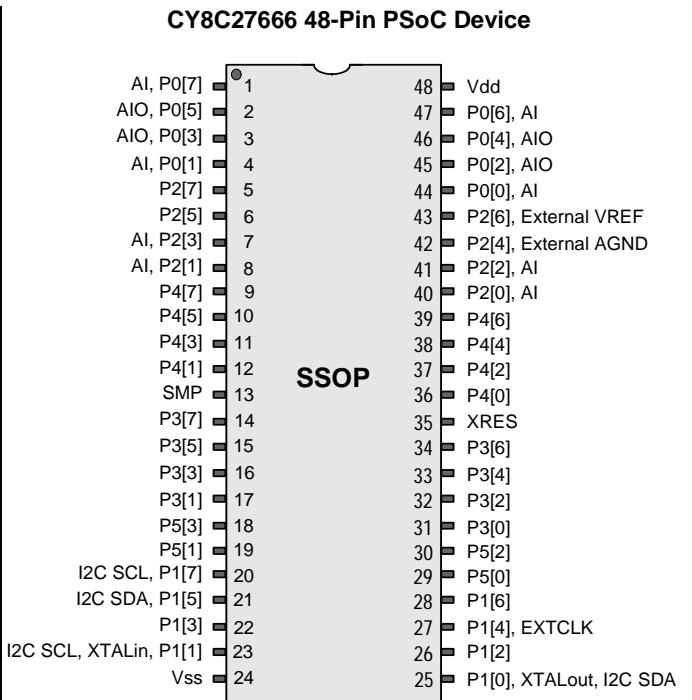 CY8C27666 48-Pin PSoC Device
AI, P0[7] 1
AIO, P0[5] 2
AIO, P0[3] 3
AI, P0[1] 4
P2[7] 5
P2[5] 6
AI, P2[3] 7
AI, P2[1] 8
P4[7] 9
P4[5] 10
P4[3] 11
P4[1] 12
SMP 13
P3[7] 14
P3[5] 15
P3[3] 16
P3[1] 17
P5[3] 18
P5[1] 19
I2C SCL, P1[7] 20
I2C SDA, P1[5] 21
P1[3] 22
I2C SCL, XTALin, P1[1] 23
Vss 24
SSOP
48 Vdd
47 P0[6], AI
46 P0[4], AIO
45 P0[2], AIO
44 P0[0], AI
43 P2[6], External VREF
42 P2[4], External AGND
41 P2[2], AI
40 P2[0], AI
39 P4[6]
38 P4[4]
37 P4[2]
36 P4[0]
35 XRES
34 P3[6]
33 P3[4]
32 P3[2]
31 P3[0]
30 P5[2]
29 P5[0]
28 P1[6]
27 P1[4], EXTCLK
26 P1[2]
25 P1[0], XTALout, I2C SDA